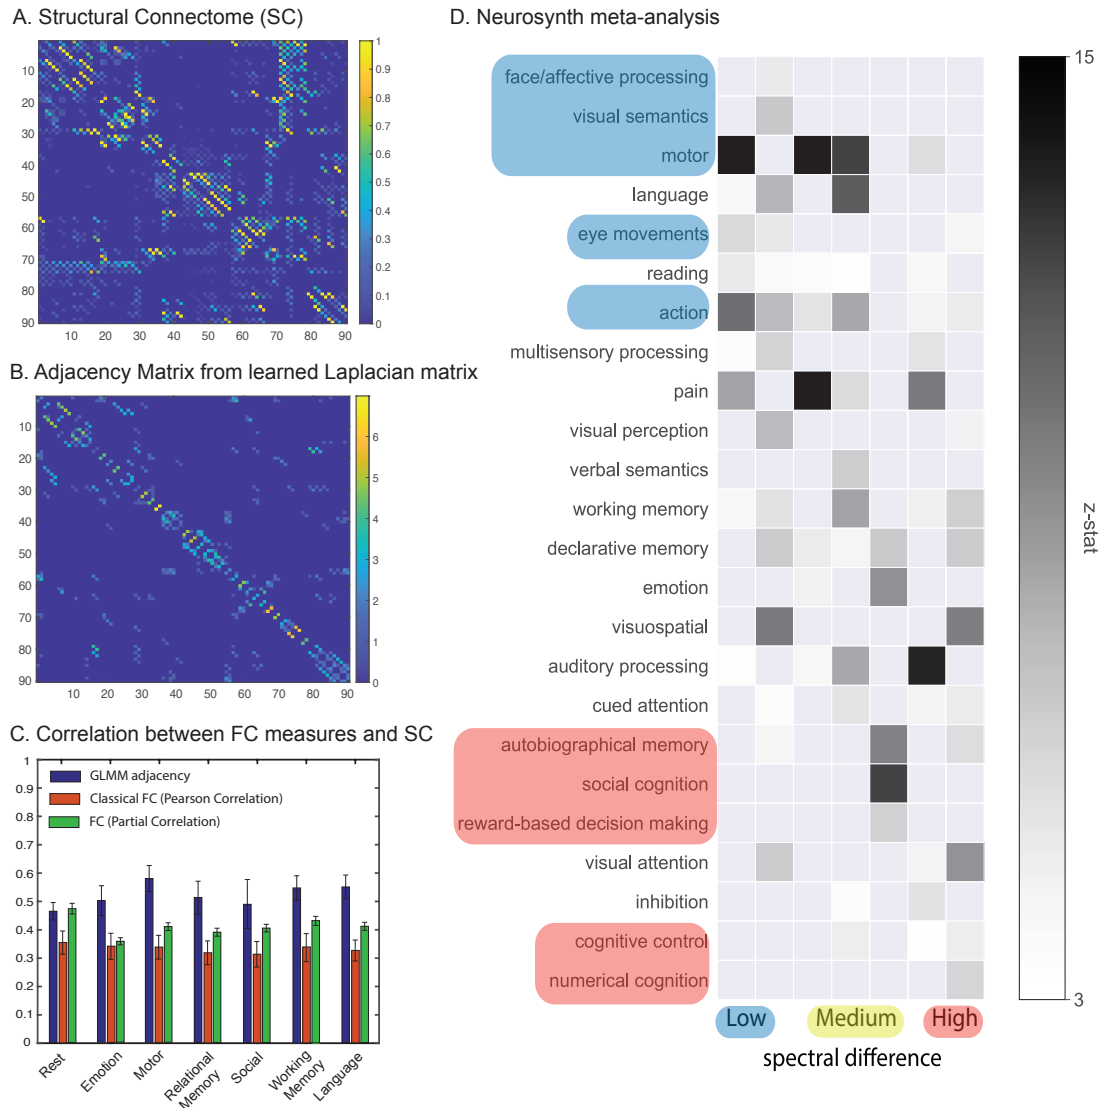 A. Structural Connectome (SC)
10
20
30
40
50
60
70
80
90
10 20 30 40 50 60 70 80 90
1
0.9
0.8
0.7
0.6
0.5
0.4
0.3
0.2
0.1
0
B. Adjacency Matrix from learned Laplacian matrix
10
20
30
40
50
60
70
80
90
10 20 30 40 50 60 70 80 90
6
5
4
3
2
1
0
C. Correlation between FC measures and SC
1
0.9
0.8
0.7
0.6
0.5
0.4
0.3
0.2
0.1
0
GLMM adjacency
Classical FC (Pearson Correlation)
FC (Partial Correlation)
Rest
Emotion
Motor
Relational
Memory
Social
Working
Memory
Language
D. Neurosynth meta-analysis
face/affective processing
visual semantics
motor
language
eye movements
reading
action
multisensory processing
pain
visual perception
verbal semantics
working memory
declarative memory
emotion
visuospatial
auditory processing
cued attention
autobiographical memory
social cognition
reward-based decision making
visual attention
inhibition
cognitive control
numerical cognition
Low Medium High
spectral difference
15
z-stat
3